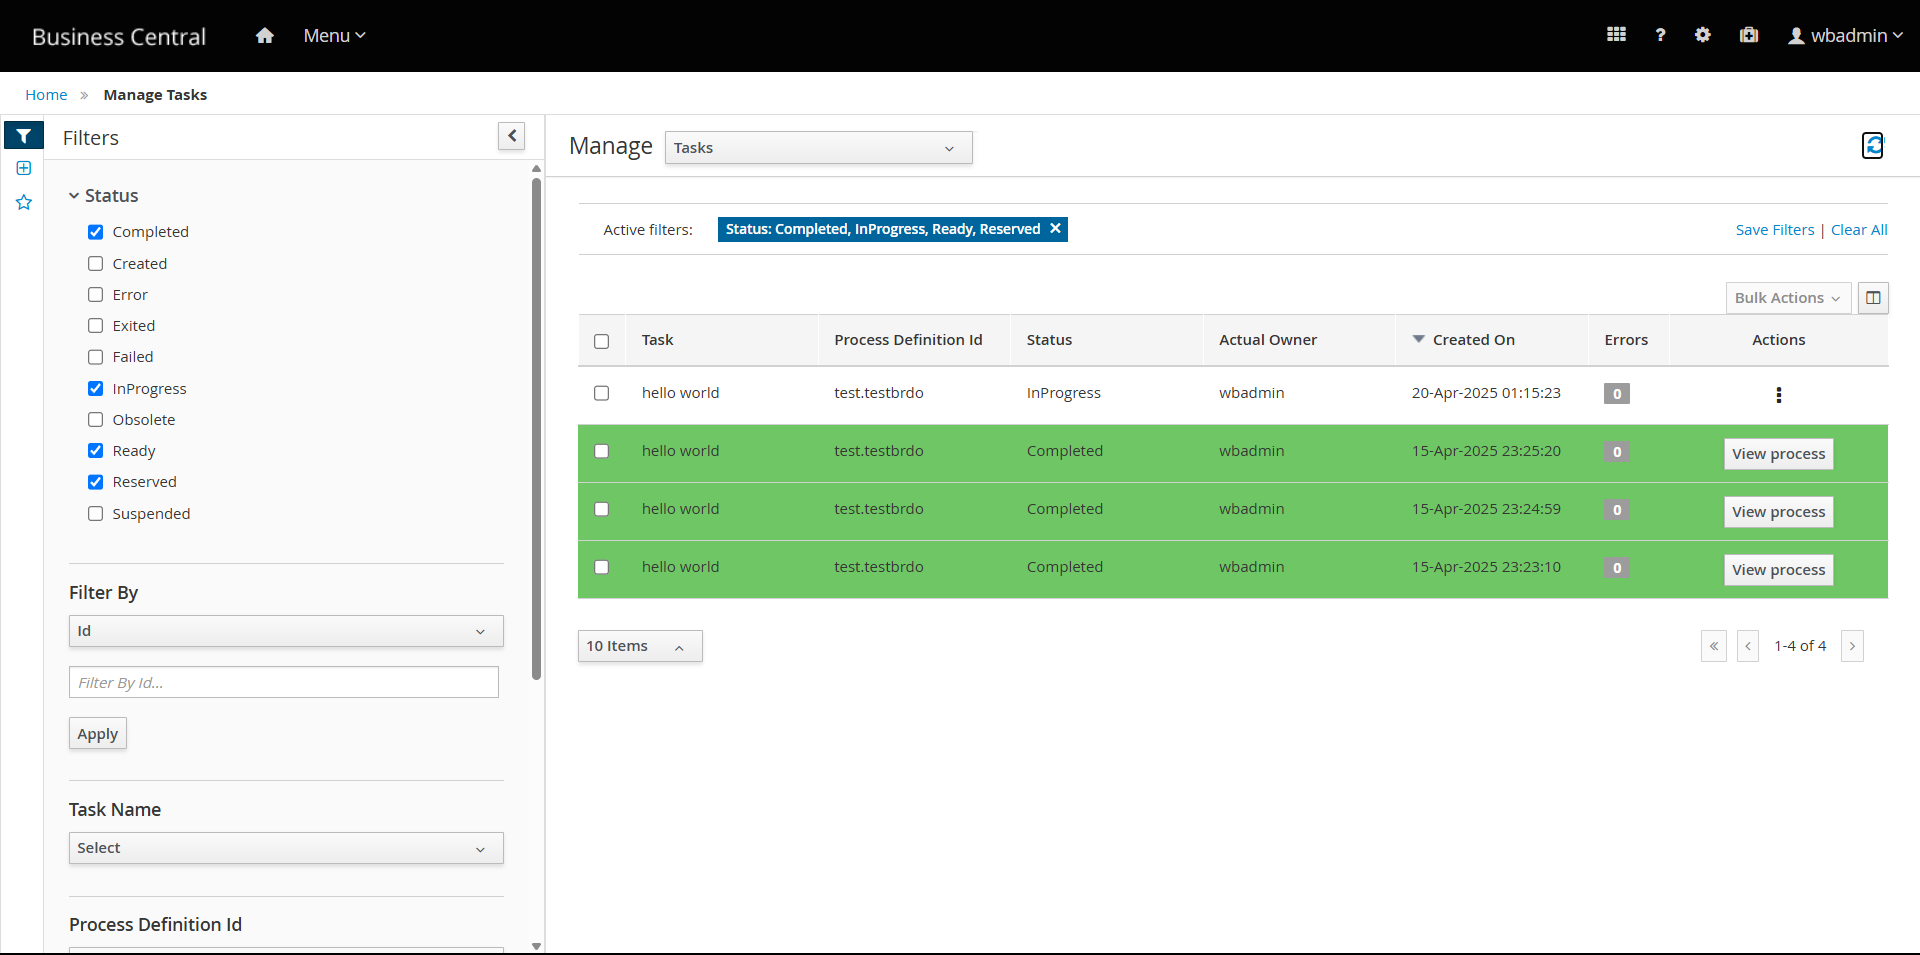 Business Central Menu ? wbadmin
Home » Manage Tasks
Filters
Status
Completed
Created
Error
Exited
Failed
InProgress
Obsolete
Ready
Reserved
Suspended
Filter By
Id
Filter By Id...
Apply
Task Name
Select
Process Definition Id
Manage Tasks
Active filters: Status: Completed, InProgress, Ready, Reserved × Save Filters | Clear All
Bulk Actions
Task Process Definition Id Status Actual Owner Created On Errors Actions
hello world test.testbrdo InProgress wbadmin 20-Apr-2025 01:15:23 0
hello world test.testbrdo Completed wbadmin 15-Apr-2025 23:25:20 0 View process
hello world test.testbrdo Completed wbadmin 15-Apr-2025 23:24:59 0 View process
hello world test.testbrdo Completed wbadmin 15-Apr-2025 23:23:10 0 View process
10 Items « ‹ 1-4 of 4 ›